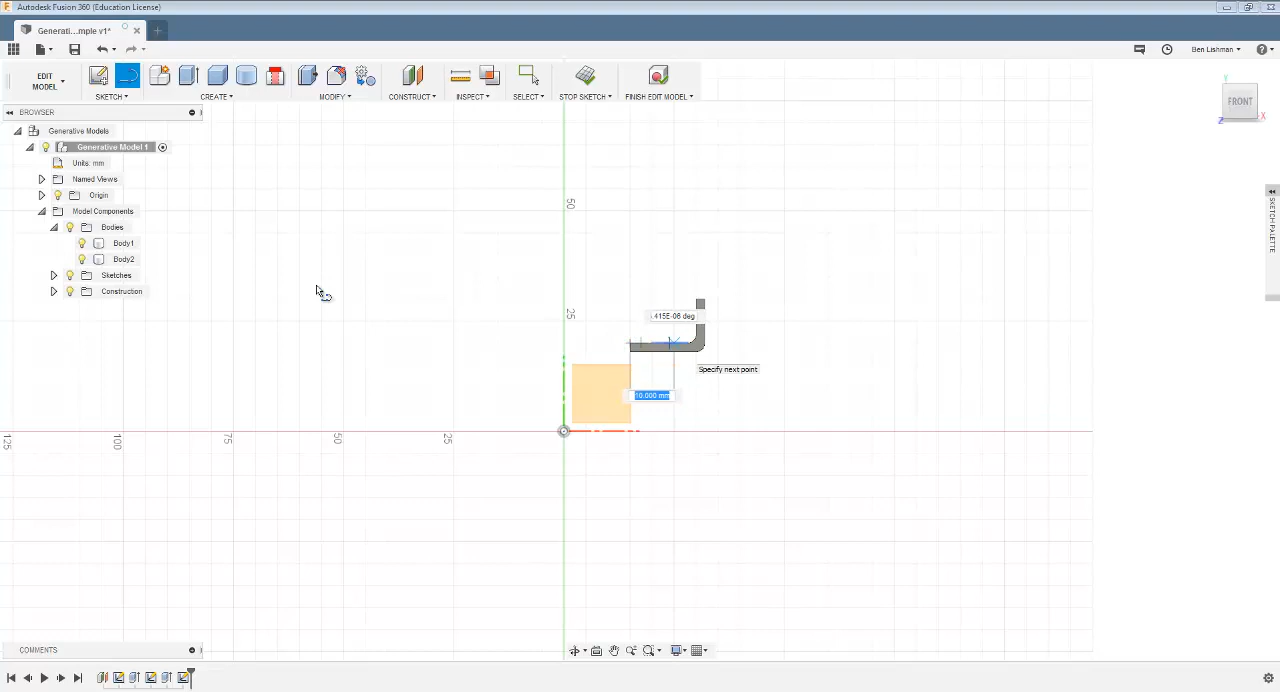 Autodesk Fusion 360 (Education License)
Generati...mple v1*
Ben Lishman
EDIT
MODEL
SKETCH
CREATE
MODIFY
CONSTRUCT
INSPECT
SELECT
STOP SKETCH
FINISH EDIT MODEL
BROWSER
Generative Models
Generative Model 1
Units: mm
Named Views
Origin
Model Components
Bodies
Body1
Body2
Sketches
Construction
Y
FRONT
Z
X
SKETCH PALETTE
50
25
.415E-06 deg
Specify next point
10.000 mm
125
100
75
50
25
COMMENTS